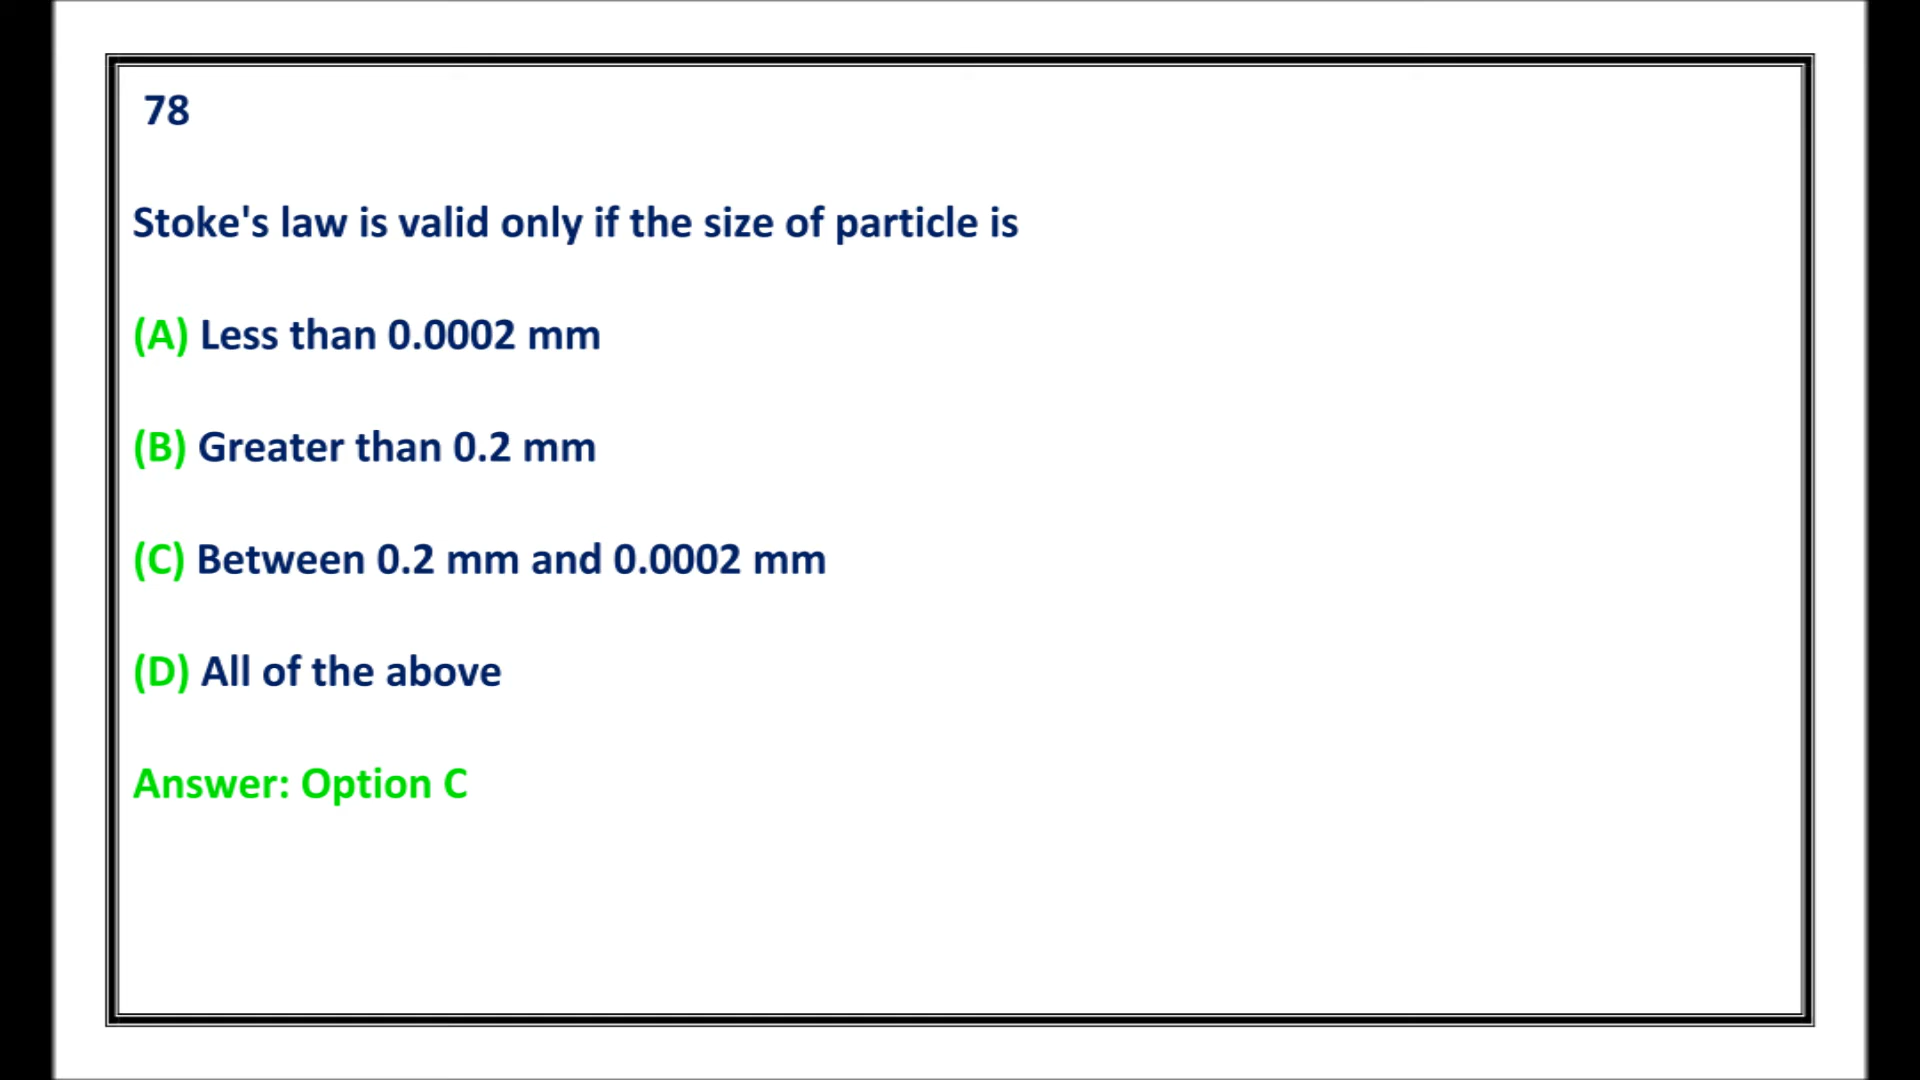 78
Stoke's law is valid only if the size of particle is
(A) Less than 0.0002 mm
(B) Greater than 0.2 mm
(C) Between 0.2 mm and 0.0002 mm
(D) All of the above
Answer: Option C